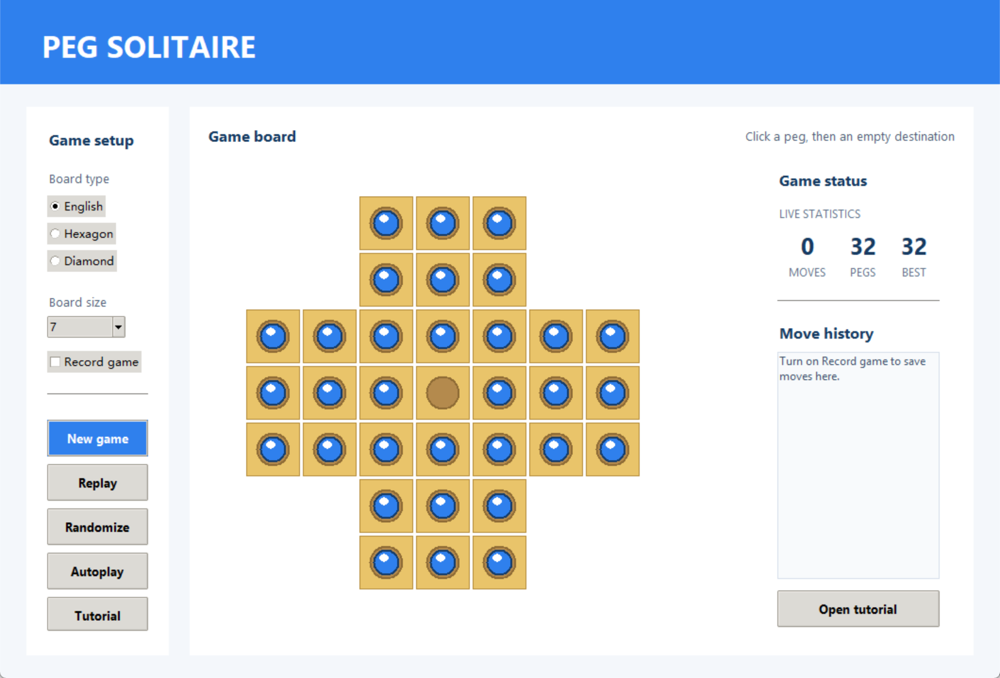 PEG SOLITAIRE
Game setup
Board type
English
Hexagon
Diamond
Board size
7
Record game
New game
Replay
Randomize
Autoplay
Tutorial
Game board
Click a peg, then an empty destination
Game status
LIVE STATISTICS
0 32 32
MOVES PEGS BEST
Move history
Turn on Record game to save
moves here.
Open tutorial